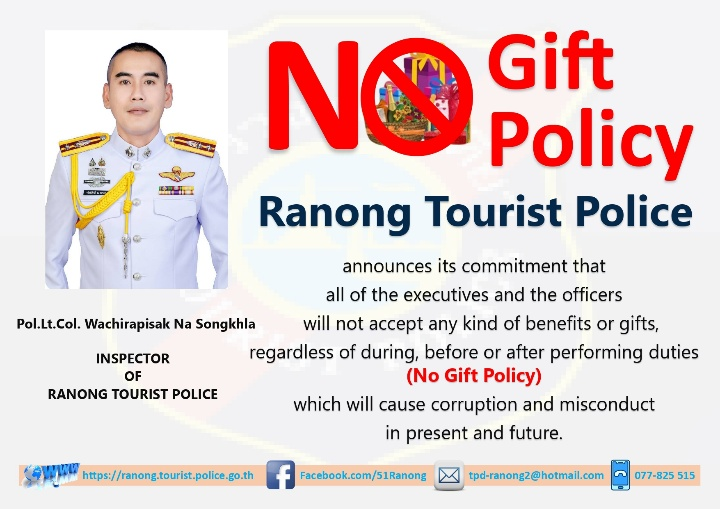 NO Gift
Policy
Ranong Tourist Police
announces its commitment that
all of the executives and the officers
will not accept any kind of benefits or gifts,
regardless of during, before or after performing duties
(No Gift Policy)
which will cause corruption and misconduct
in present and future.
Pol.Lt.Col. Wachirapisak Na Songkhla
INSPECTOR
OF
RANONG TOURIST POLICE
WWW https://ranong.tourist.police.go.th f Facebook.com/51Ranong tpd-ranong2@hotmail.com 077-825 515